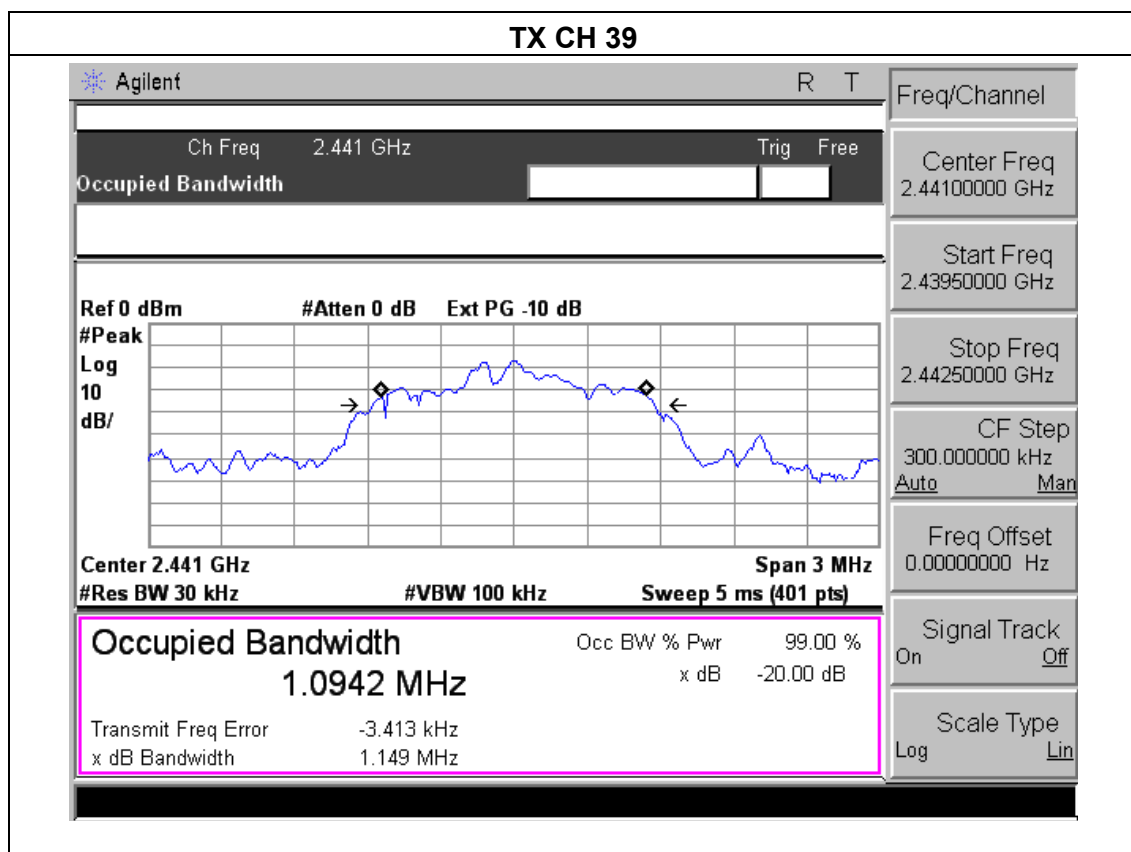 TX CH 39
Agilent R T
Freq/Channel
Ch Freq 2.441 GHz Trig Free
Occupied Bandwidth
Center Freq
2.44100000 GHz
Start Freq
2.43950000 GHz
Stop Freq
2.44250000 GHz
CF Step
300.000000 kHz
Auto Man
Freq Offset
0.00000000 Hz
Signal Track
On Off
Scale Type
Log Lin
Ref 0 dBm #Atten 0 dB Ext PG -10 dB
#Peak
Log
10
dB/
Center 2.441 GHz Span 3 MHz
#Res BW 30 kHz #VBW 100 kHz Sweep 5 ms (401 pts)
Occupied Bandwidth
1.0942 MHz
Occ BW % Pwr 99.00 %
x dB -20.00 dB
Transmit Freq Error -3.413 kHz
x dB Bandwidth 1.149 MHz